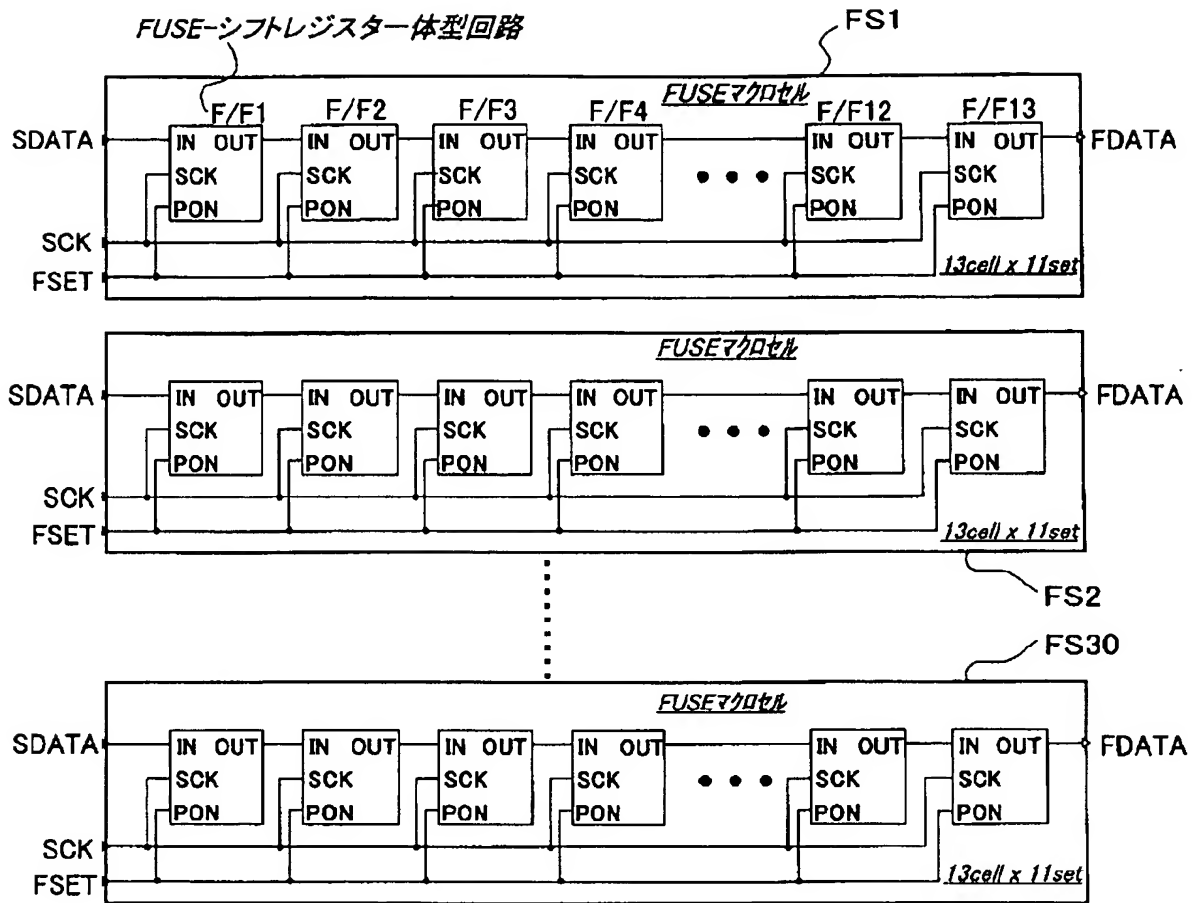 FUSE-シフトレジスタ一体型回路
FS1
FUSEマクロセル
F/F1 F/F2 F/F3 F/F4 F/F12 F/F13
SDATA IN OUT IN OUT IN OUT IN OUT IN OUT IN OUT FDATA
SCK SCK SCK SCK SCK SCK
PON PON PON PON PON PON
SCK
FSET 13cell x 11set
FUSEマクロセル
SDATA IN OUT IN OUT IN OUT IN OUT IN OUT IN OUT FDATA
SCK SCK SCK SCK SCK SCK
PON PON PON PON PON PON
SCK
FSET 13cell x 11set
FS2
FS30
FUSEマクロセル
SDATA IN OUT IN OUT IN OUT IN OUT IN OUT IN OUT FDATA
SCK SCK SCK SCK SCK SCK
PON PON PON PON PON PON
SCK
FSET 13cell x 11set